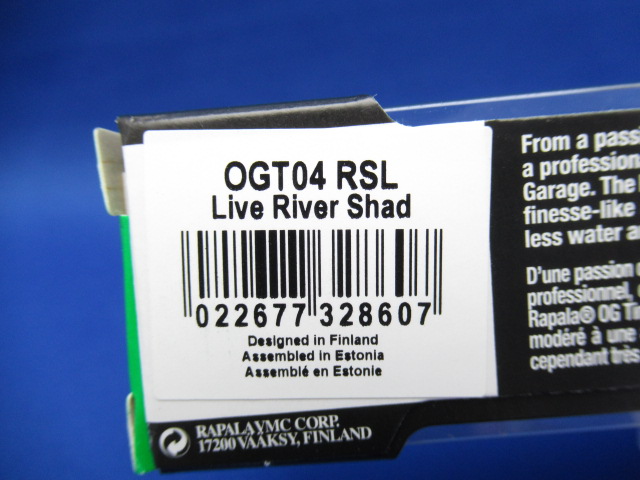 OGT04 RSL
Live River Shad
022677 328607
Designed in Finland
Assembled in Estonia
Assemblé en Estonie
RAPALA VMC CORP.
17200 VÄÄKSY, FINLAND
From a pass
a profession
Garage. The
finesse-like
less water a
D'une passion
professionnel,
Rapala® OG Ti
modéré à une
cependant très